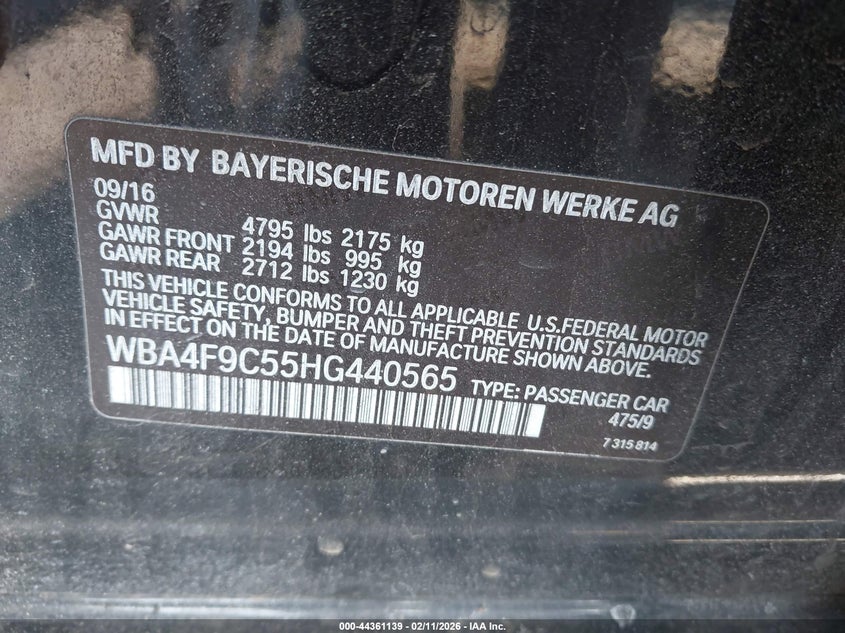 MFD BY BAYERISCHE MOTOREN WERKE AG
09/16
GVWR 4795 lbs 2175 kg
GAWR FRONT 2194 lbs 995 kg
GAWR REAR 2712 lbs 1230 kg
THIS VEHICLE CONFORMS TO ALL APPLICABLE U.S.FEDERAL MOTOR
VEHICLE SAFETY, BUMPER AND THEFT PREVENTION STANDARDS
IN EFFECT ON THE DATE OF MANUFACTURE SHOWN ABOVE.
WBA4F9C55HG440565 TYPE: PASSENGER CAR
475/9
7 315 814
000-44361139 - 02/11/2026 - IAA Inc.